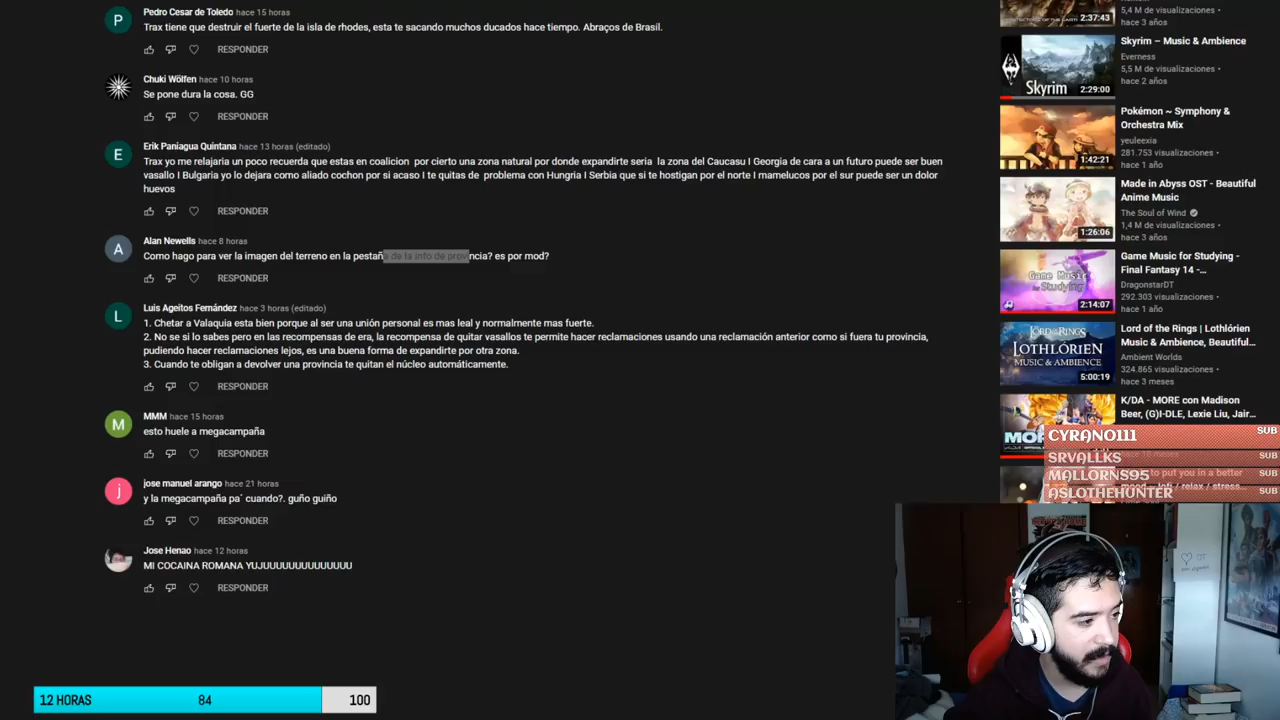 Pedro Cesar de Toledo hace 15 horas
Trax tiene que destruir el fuerte de la isla de rhodes, esta te sacando muchos ducados hace tiempo. Abraços de Brasil.
RESPONDER
Chuki Wölfen hace 10 horas
Se pone dura la cosa. GG
RESPONDER
Erik Paniagua Quintana hace 13 horas (editado)
Trax yo me relajaria un poco recuerda que estas en coalicion por cierto una zona natural por donde expandirte seria la zona del Caucasu I Georgia de cara a un futuro puede ser buen
vasallo I Bulgaria yo lo dejara como aliado cochon por si acaso I te quitas de problema con Hungria I Serbia que si te hostigan por el norte I mamelucos por el sur puede ser un dolor
huevos
RESPONDER
Alan Newells hace 8 horas
Como hago para ver la imagen del terreno en la pestaña de la info de provincia? es por mod?
RESPONDER
Luis Ageitos Fernández hace 3 horas (editado)
1. Chetar a Valaquia esta bien porque al ser una unión personal es mas leal y normalmente mas fuerte.
2. No se si lo sabes pero en las recompensas de era, la recompensa de quitar vasallos te permite hacer reclamaciones usando una reclamación anterior como si fuera tu provincia,
pudiendo hacer reclamaciones lejos, es una buena forma de expandirte por otra zona.
3. Cuando te obligan a devolver una provincia te quitan el núcleo automáticamente.
RESPONDER
MMM hace 15 horas
esto huele a megacampaña
RESPONDER
jose manuel arango hace 21 horas
y la megacampaña pa´ cuando?. guño guiño
RESPONDER
Jose Henao hace 12 horas
MI COCAINA ROMANA YUJUUUUUUUUUUUUUU
RESPONDER
12 HORAS 84 100
2:37:43
5,4 M de visualizaciones •
hace 3 años
Skyrim – Music & Ambience
Everness
5,5 M de visualizaciones •
hace 2 años
Skyrim
2:29:00
Pokémon ~ Symphony &
Orchestra Mix
yeuleexia
281.753 visualizaciones •
hace 1 año
1:42:21
Made in Abyss OST - Beautiful
Anime Music
The Soul of Wind
1,4 M de visualizaciones •
hace 1 año
1:26:06
Game Music for Studying -
Final Fantasy 14 -...
DragonstarDT
292.303 visualizaciones •
hace 1 año
Game Music
for Studying
2:14:07
Lord of the Rings | Lothlórien
Music & Ambience, Beautiful...
Ambient Worlds
324.865 visualizaciones •
hace 3 meses
LORD OF THE RINGS
LOTHLÓRIEN
MUSIC & AMBIENCE
5:00:19
K/DA - MORE con Madison
Beer, (G)I-DLE, Lexie Liu, Jair...
CYRANO111 SUB
SRVALLKS SUB
MALLORNS95 SUB
ASLOTHEHUNTER SUB